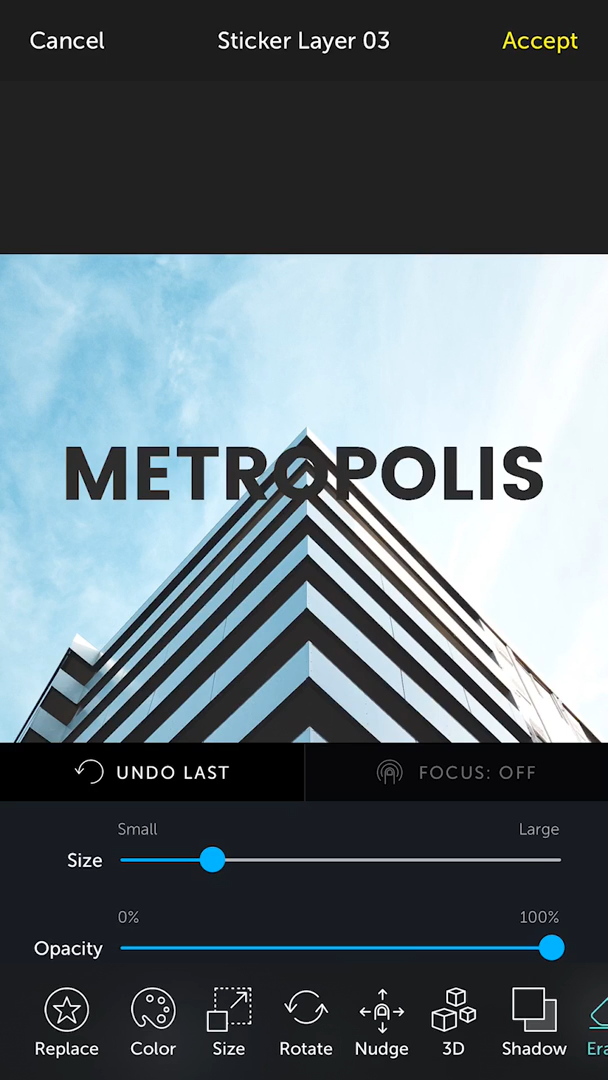 Cancel Sticker Layer 03 Accept
METROPOLIS
UNDO LAST FOCUS: OFF
Small Large
Size
0% 100%
Opacity
Replace Color Size Rotate Nudge 3D Shadow Era